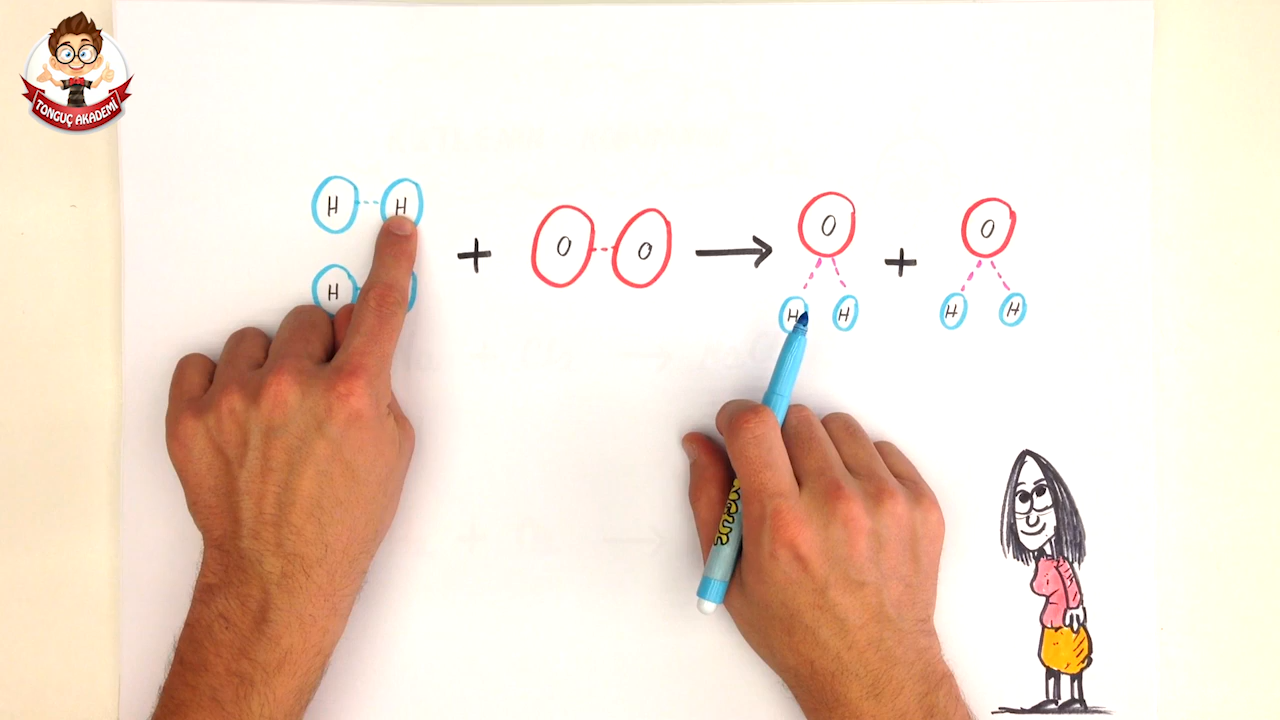 TONGUÇ AKADEMİ
H H + O O → O + O
H
H H H H